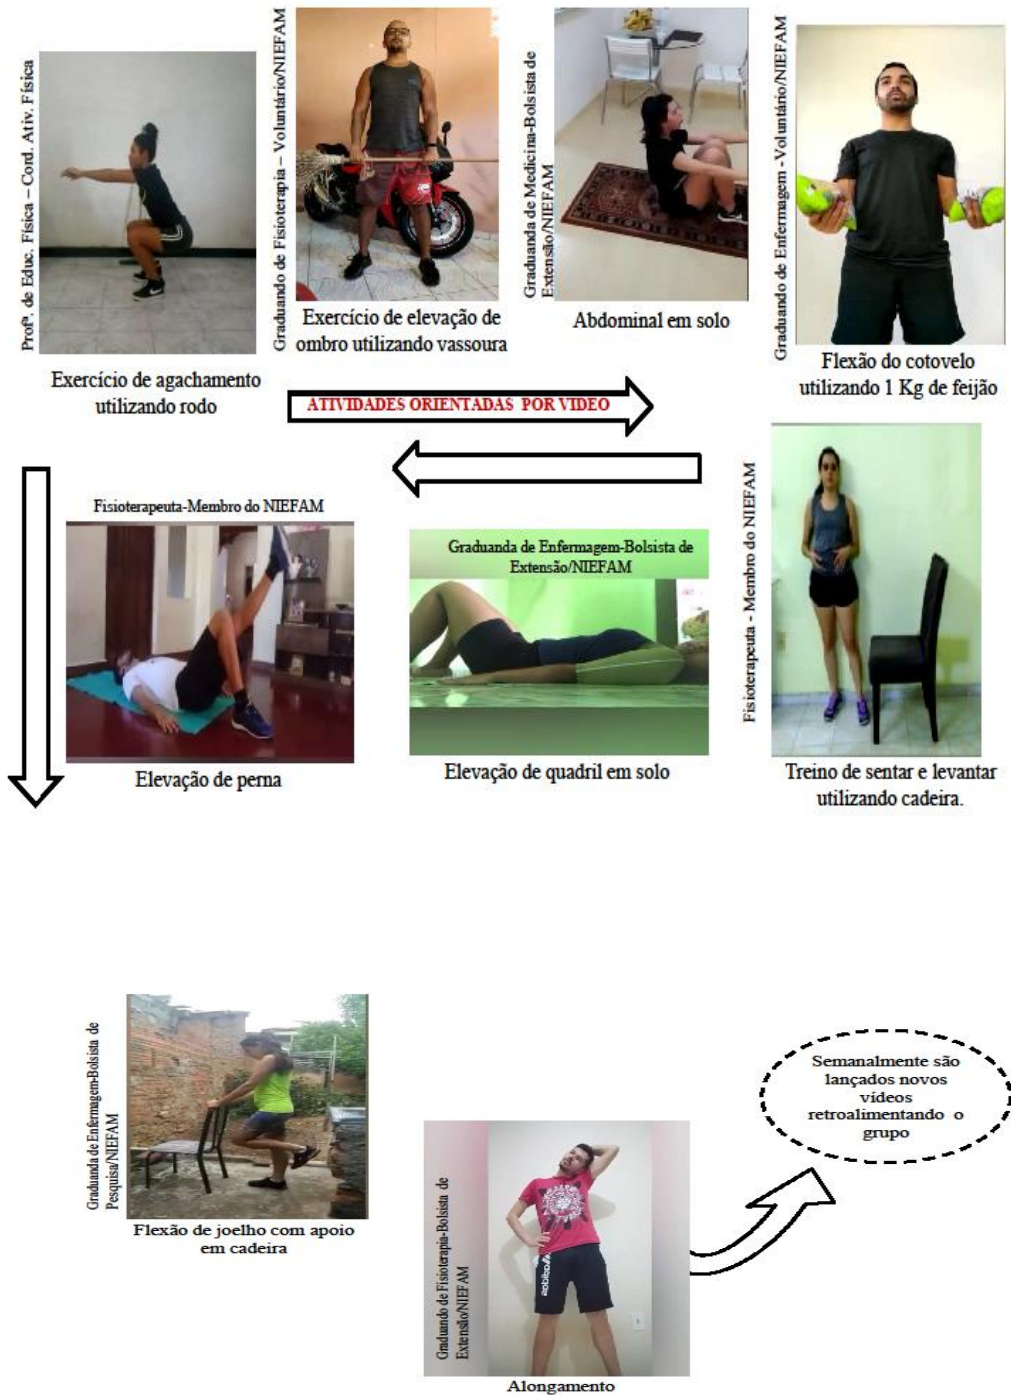 Profª. de Educ. Física – Cord. Ativ. Física
Exercício de agachamento
utilizando rodo
Graduando de Fisioterapia – Voluntário/NIEFAM
Exercício de elevação de
ombro utilizando vassoura
Graduanda de Medicina-Bolsista de
Extensão/NIEFAM
Abdominal em solo
Graduando de Enfermagem - Voluntário/NIEFAM
Flexão do cotovelo
utilizando 1 Kg de feijão
ATIVIDADES ORIENTADAS POR VIDEO
Fisioterapeuta - Membro do NIEFAM
Treino de sentar e levantar
utilizando cadeira.
Graduanda de Enfermagem-Bolsista de
Extensão/NIEFAM
Elevação de quadril em solo
Fisioterapeuta-Membro do NIEFAM
Elevação de perna
Graduanda de Enfermagem-Bolsista de
Pesquisa/NIEFAM
Flexão de joelho com apoio
em cadeira
Graduando de Fisioterapia-Bolsista de
Extensão/NIEFAM
adidas
Alongamento
Semanalmente são
lançados novos
vídeos
retroalimentando o
grupo